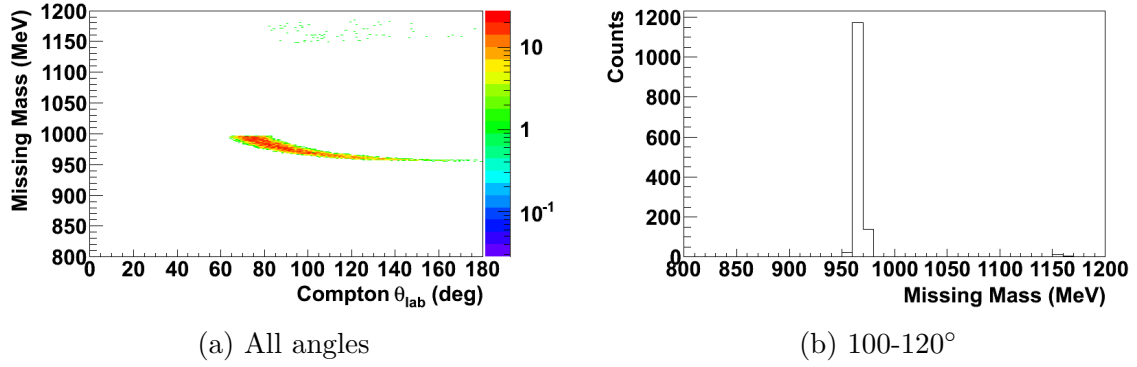 Missing Mass (MeV)
1200
1150
1100
1050
1000
950
900
850
800
0 20 40 60 80 100 120 140 160 180
Compton θlab (deg)
10
1
10-1
(a) All angles
Counts
1200
1000
800
600
400
200
0
800 850 900 950 1000 1050 1100 1150 1200
Missing Mass (MeV)
(b) 100-120°